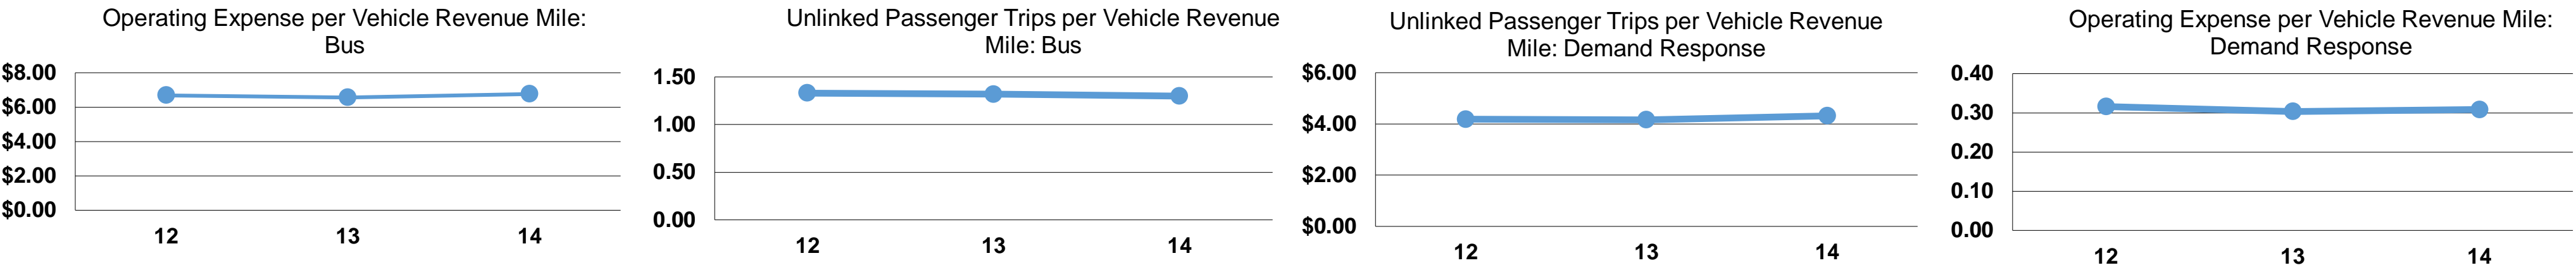 Operating Expense per Vehicle Revenue Mile:
Bus
$8.00
$6.00
$4.00
$2.00
$0.00
12 13 14
Unlinked Passenger Trips per Vehicle Revenue
Mile: Bus
1.50
1.00
0.50
0.00
12 13 14
Unlinked Passenger Trips per Vehicle Revenue
Mile: Demand Response
$6.00
$4.00
$2.00
$0.00
12 13 14
Operating Expense per Vehicle Revenue Mile:
Demand Response
0.40
0.30
0.20
0.10
0.00
12 13 14